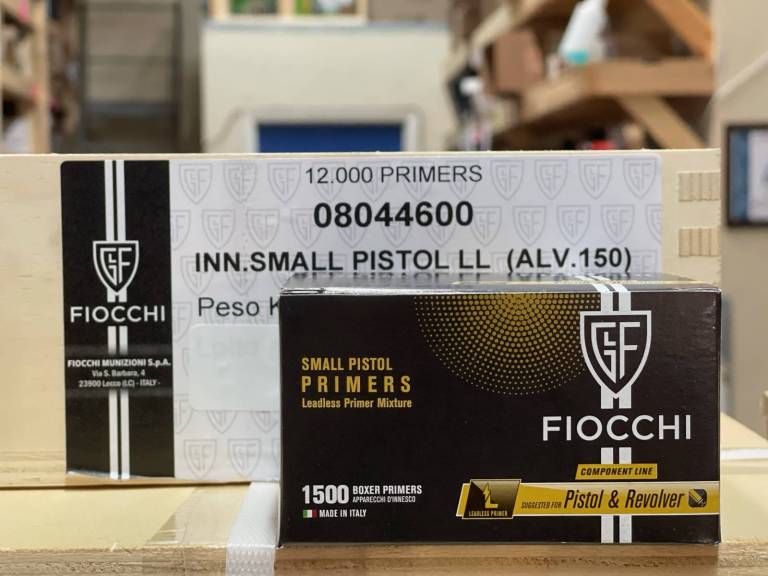 12.000 PRIMERS
08044600
INN.SMALL PISTOL LL (ALV.150)
Peso K
GF
FIOCCHI
FIOCCHI MUNIZIONI S.p.A.
Via S. Barbara, 4
23900 Lecco (LC) - ITALY -
SMALL PISTOL
PRIMERS
Leadless Primer Mixture
GF
FIOCCHI
COMPONENT LINE
1500 BOXER PRIMERS
APPARECCHI D'INNESCO
MADE IN ITALY
L
LEADLESS PRIMER
SUGGESTED FOR Pistol & Revolver